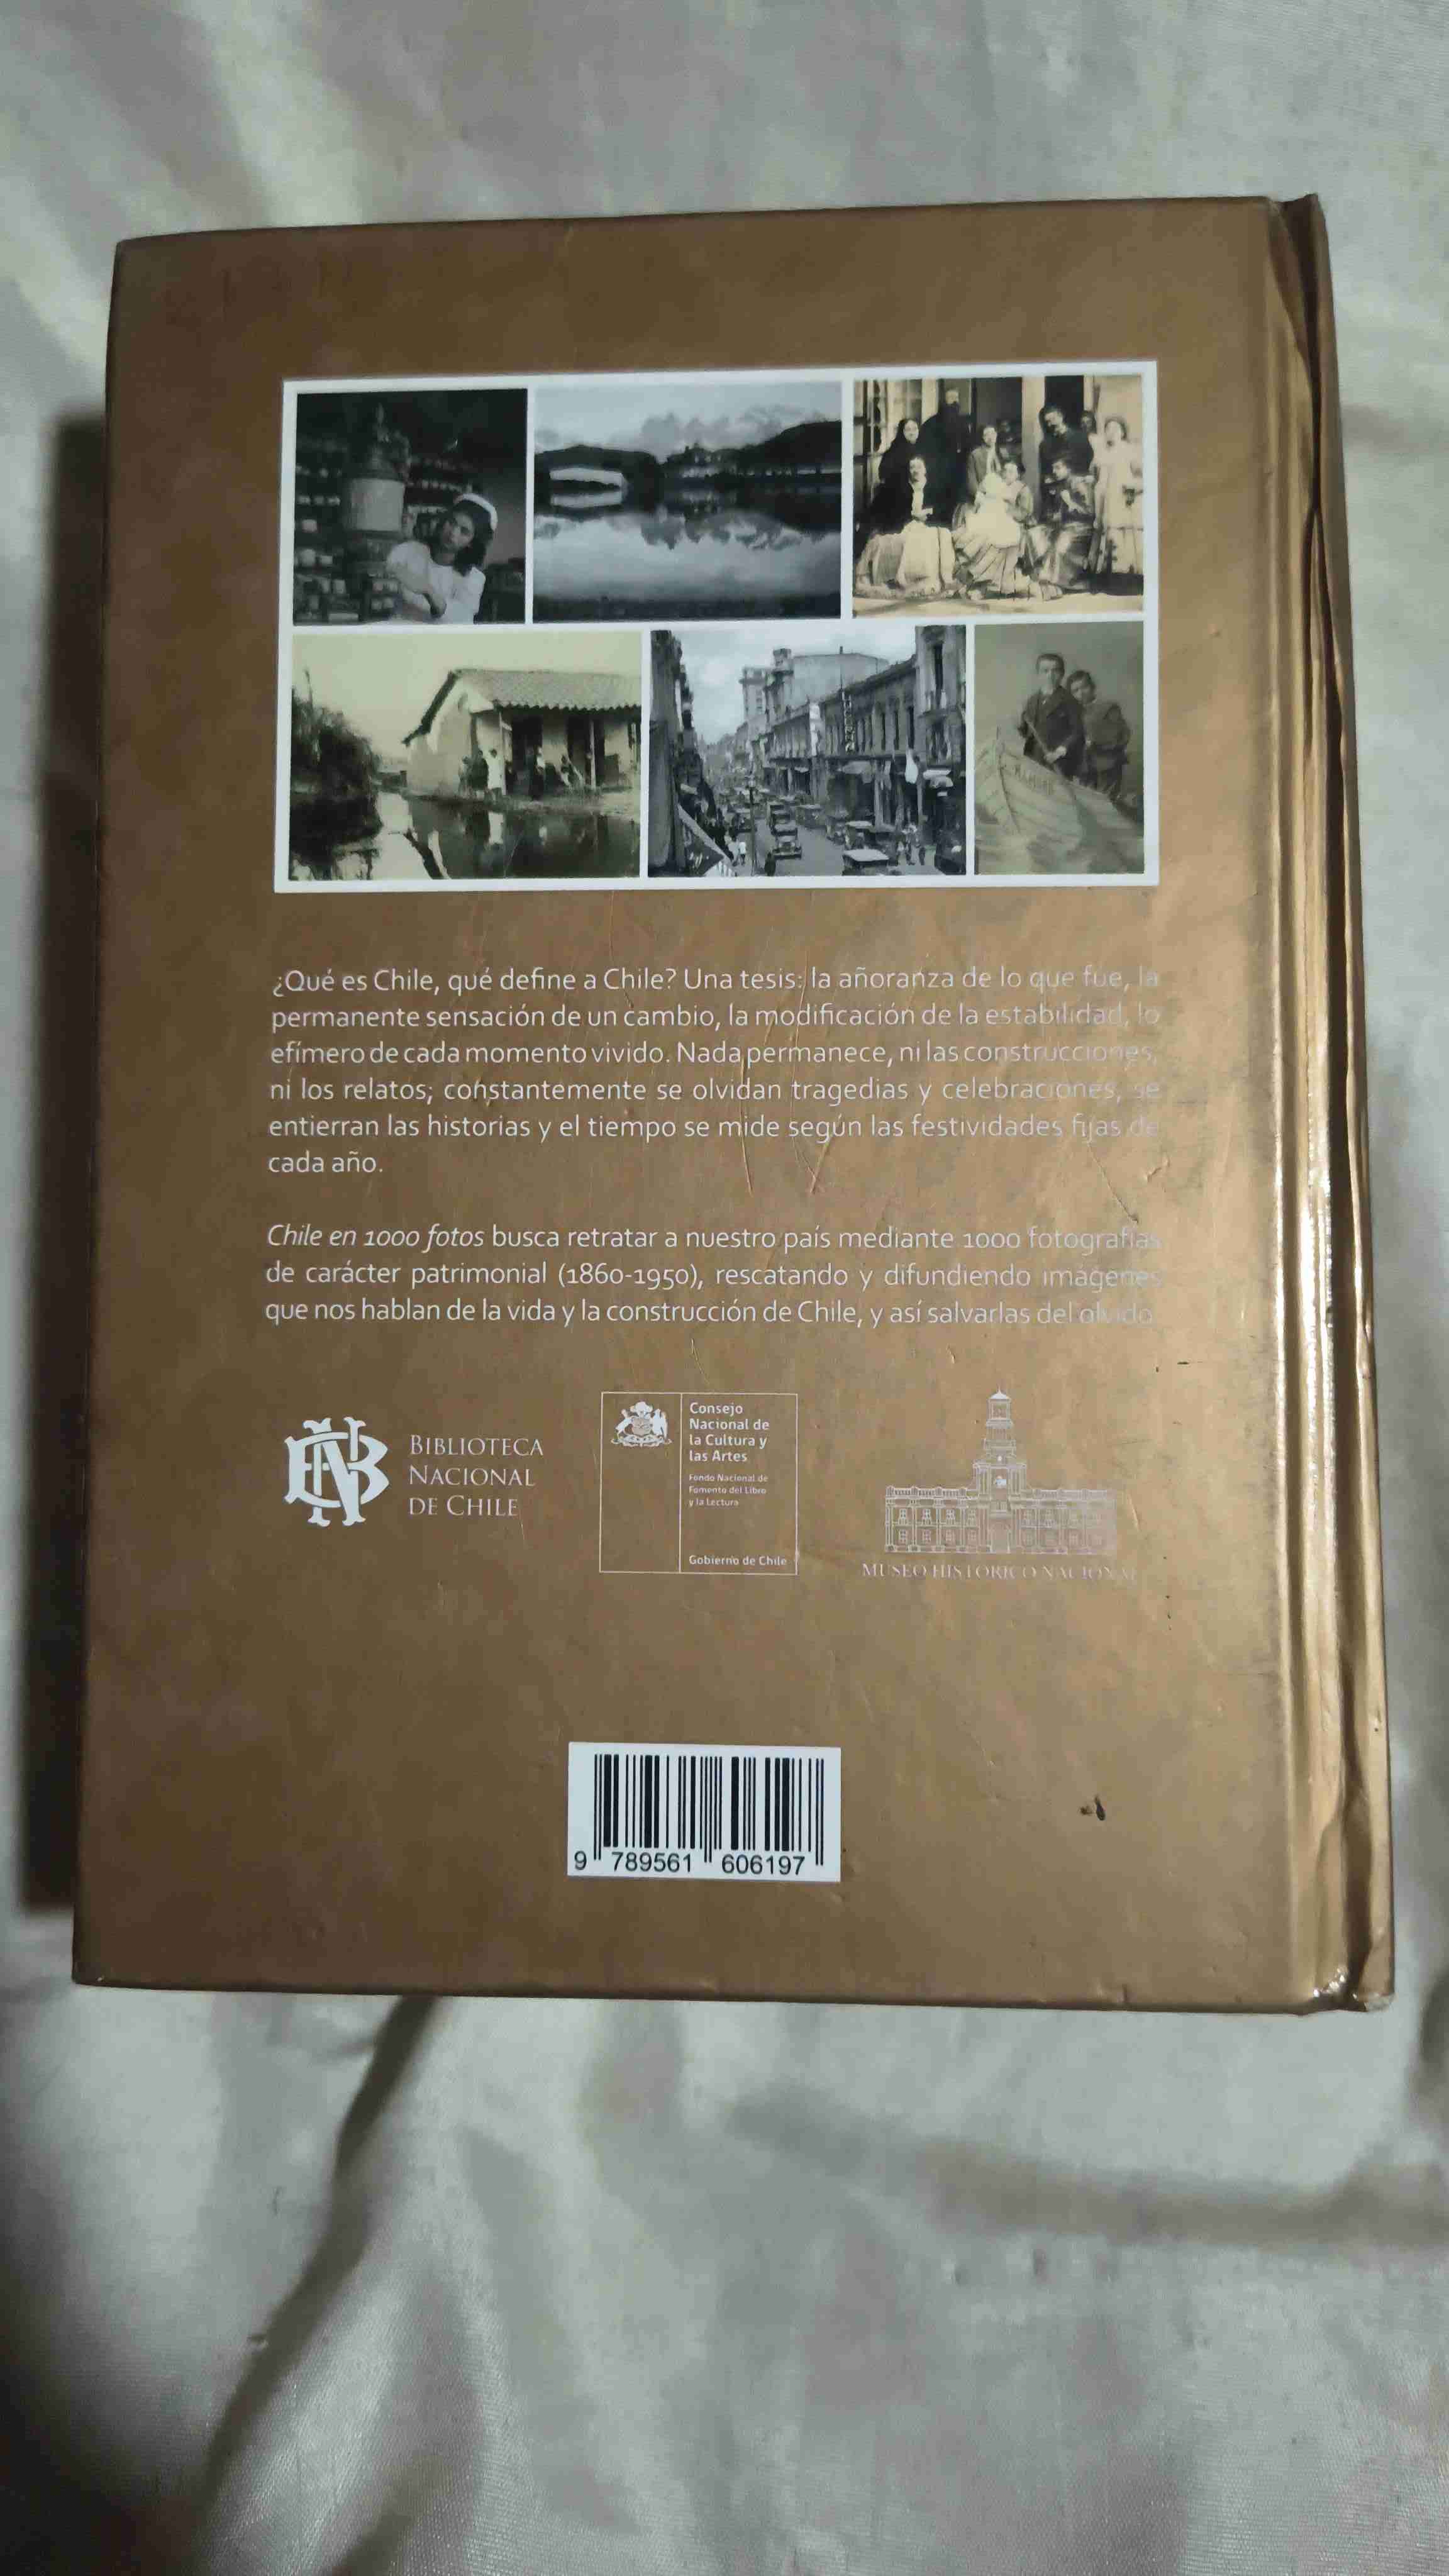 ¿Qué es Chile, qué define a Chile? Una tesis: la añoranza de lo que fue, la
permanente sensación de un cambio, la modificación de la estabilidad, lo
efímero de cada momento vivido. Nada permanece, ni las construcciones,
ni los relatos; constantemente se olvidan tragedias y celebraciones, se
entierran las historias y el tiempo se mide según las festividades fijas de
cada año.
Chile en 1000 fotos busca retratar a nuestro país mediante 1000 fotografías
de carácter patrimonial (1860-1950), rescatando y difundiendo imágenes
que nos hablan de la vida y la construcción de Chile, y así salvarlas del olvido.
BN
BIBLIOTECA
NACIONAL
DE CHILE
Consejo
Nacional de
la Cultura y
las Artes
Fondo Nacional de
Fomento del Libro
y la Lectura
Gobierno de Chile
MUSEO HISTORICO NACIONAL
9 789561 606197